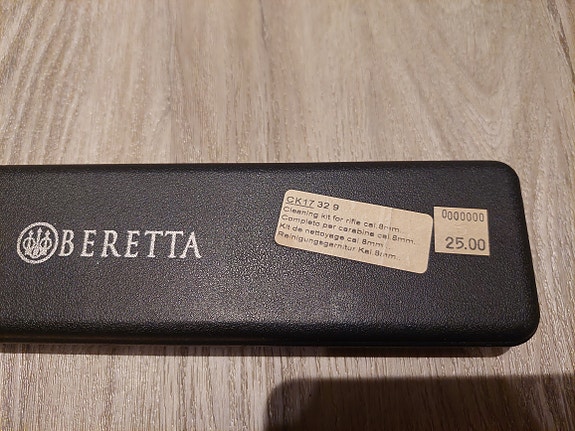 BERETTA
CK17 32 9
Cleaning kit for rifle cal.8mm.
Completo per carabina cal.8mm.
Kit de nettoyage cal.8mm
Reinigungsgarnitur Kal.8mm.
0000000
25.00